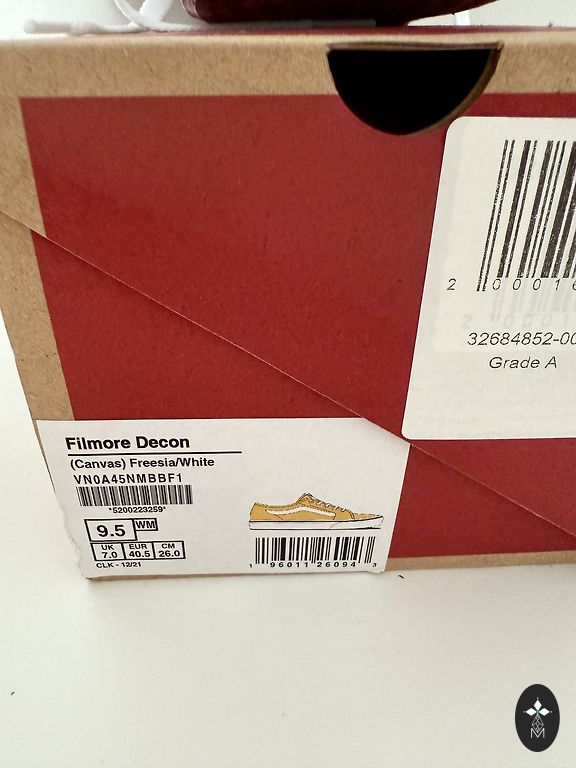 2 0001
32684852-00
Grade A
Filmore Decon
(Canvas) Freesia/White
VN0A45NMBBF1
*5200223259*
9.5 WM
UK EUR CM
7.0 40.5 26.0
CLK - 12/21
1 96011 26094 3
M